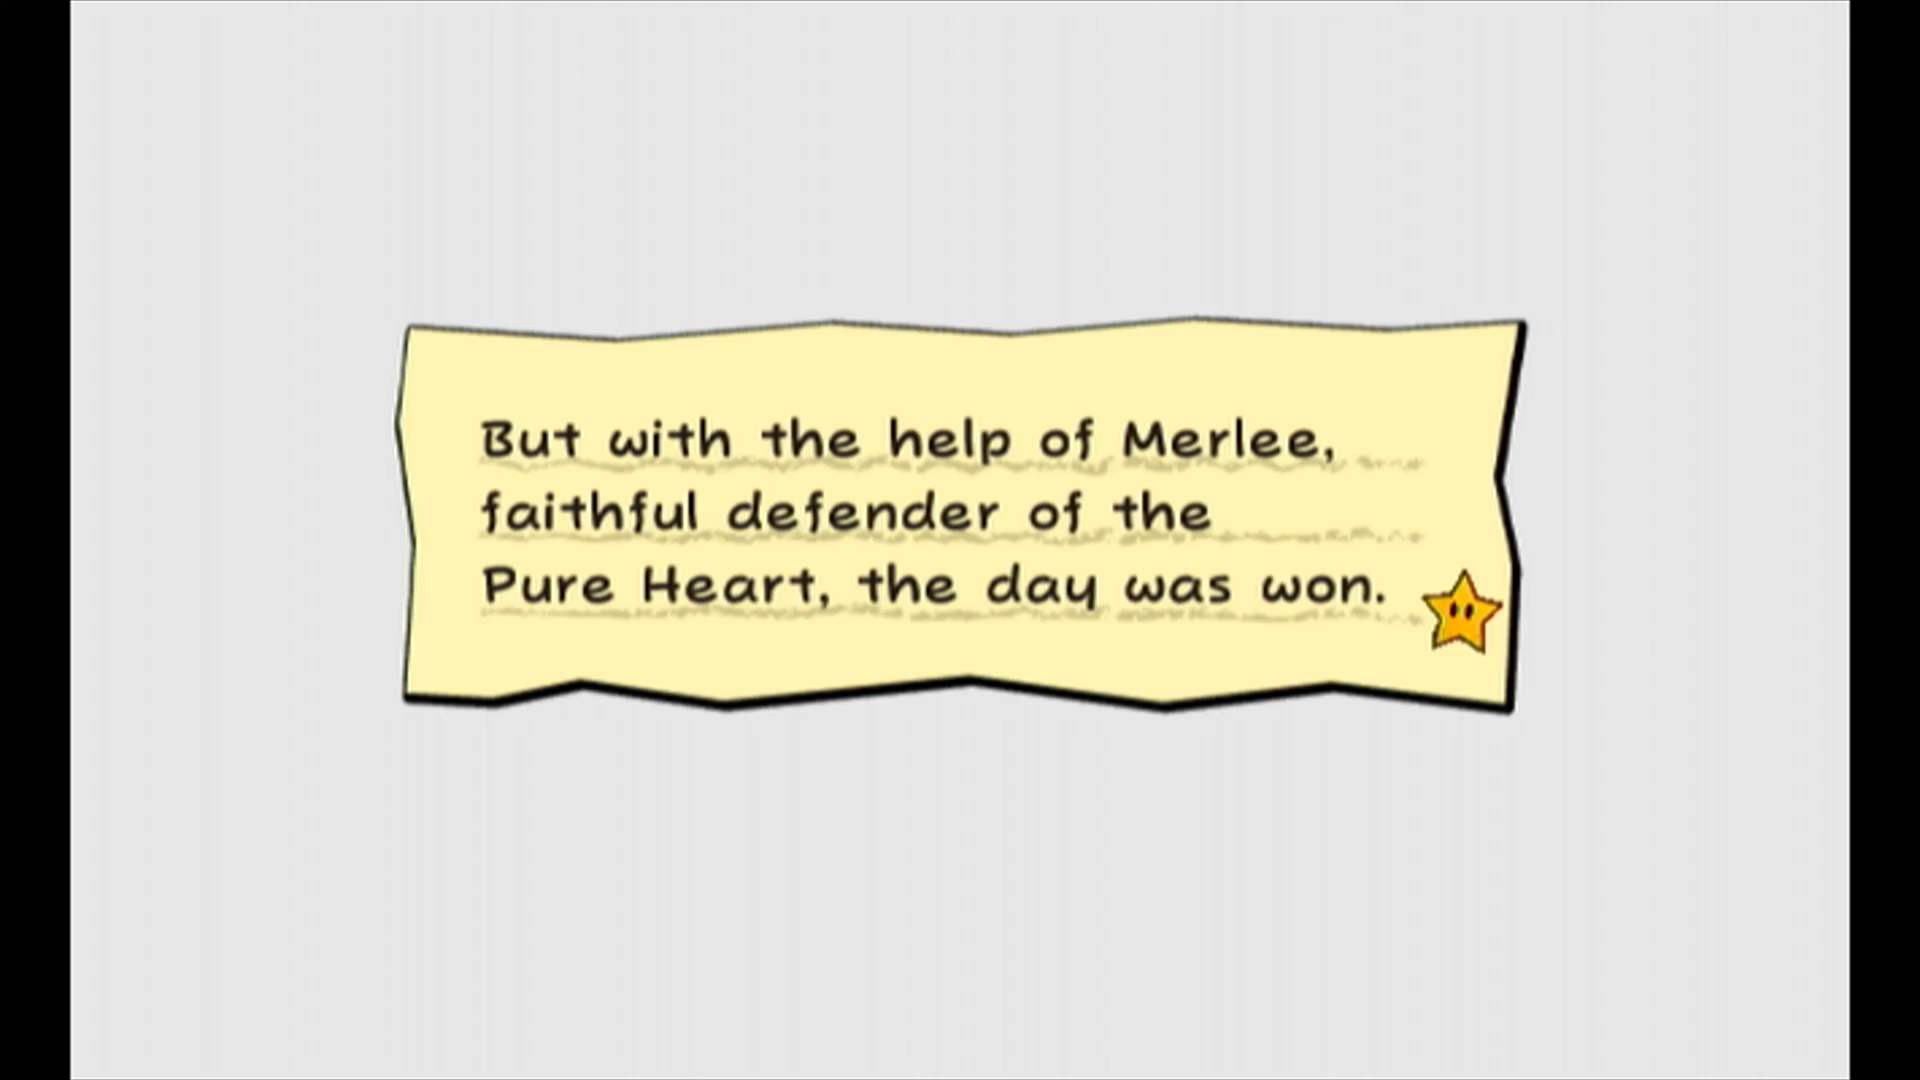 But with the help of Merlee,
faithful defender of the
Pure Heart, the day was won.